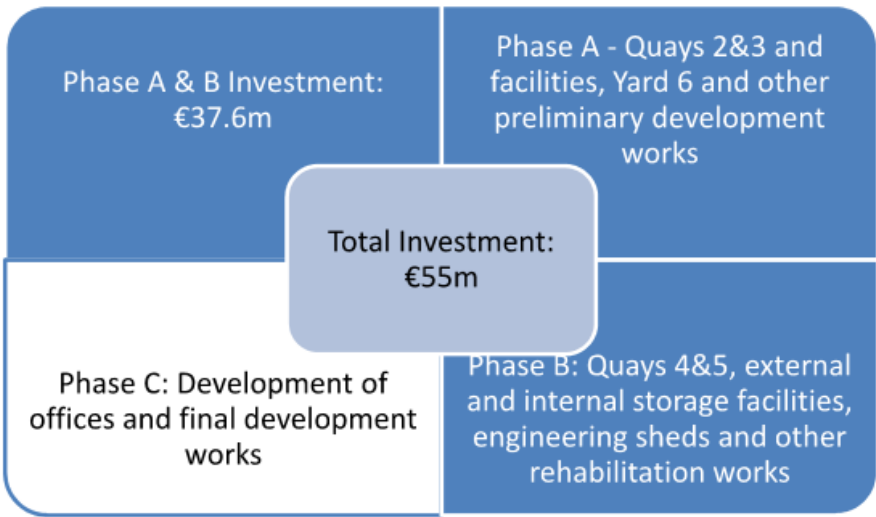 Phase A & B Investment:
€37.6m
Phase A - Quays 2&3 and
facilities, Yard 6 and other
preliminary development
works
Total Investment:
€55m
Phase C: Development of
offices and final development
works
Phase B: Quays 4&5, external
and internal storage facilities,
engineering sheds and other
rehabilitation works